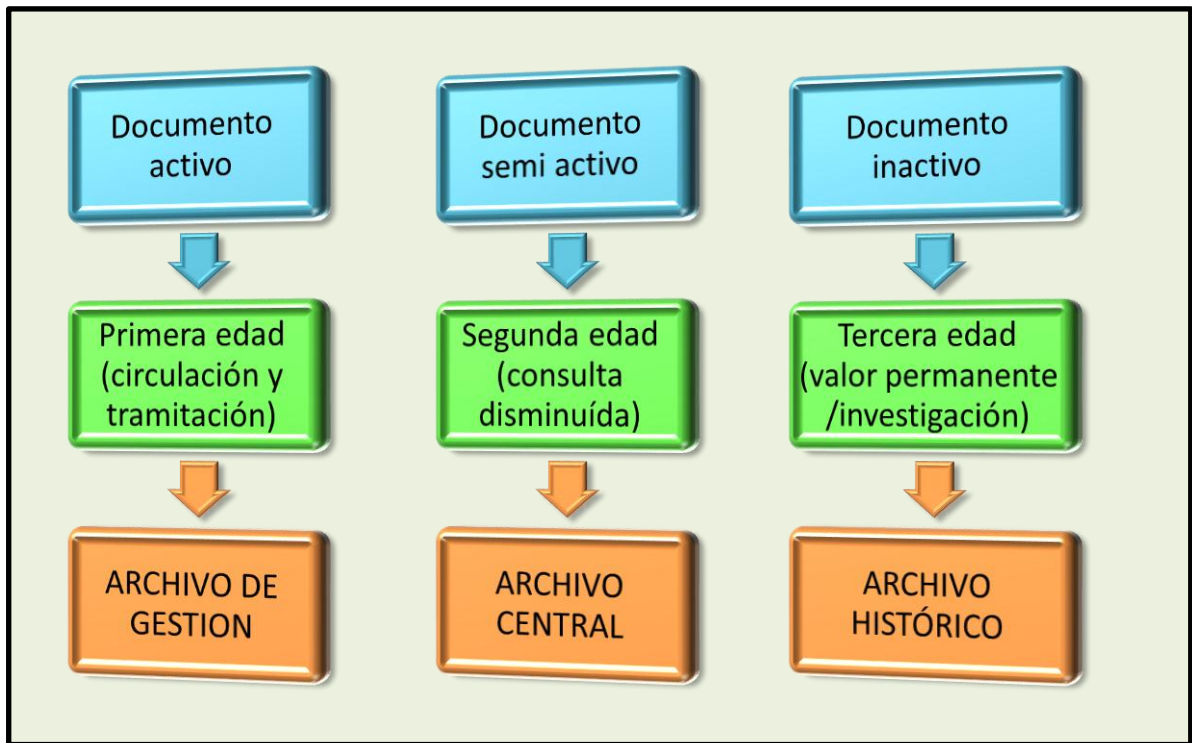 Documento
activo
Primera edad
(circulación y
tramitación)
ARCHIVO DE
GESTION
Documento
semi activo
Segunda edad
(consulta
disminuída)
ARCHIVO
CENTRAL
Documento
inactivo
Tercera edad
(valor permanente
/investigación)
ARCHIVO
HISTÓRICO